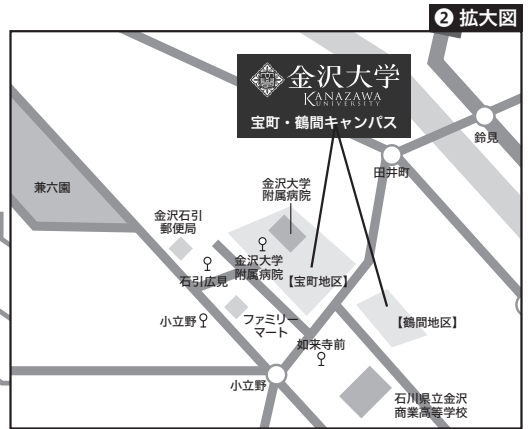 ❷ 拡大図
金沢大学
KANAZAWA
UNIVERSITY
宝町・鶴間キャンパス
鈴見
田井町
兼六園
金沢大学
附属病院
金沢石引
郵便局
金沢大学
附属病院
石引広見
【宝町地区】
小立野
ファミリー
マート
【鶴間地区】
如来寺前
小立野
石川県立金沢
商業高等学校